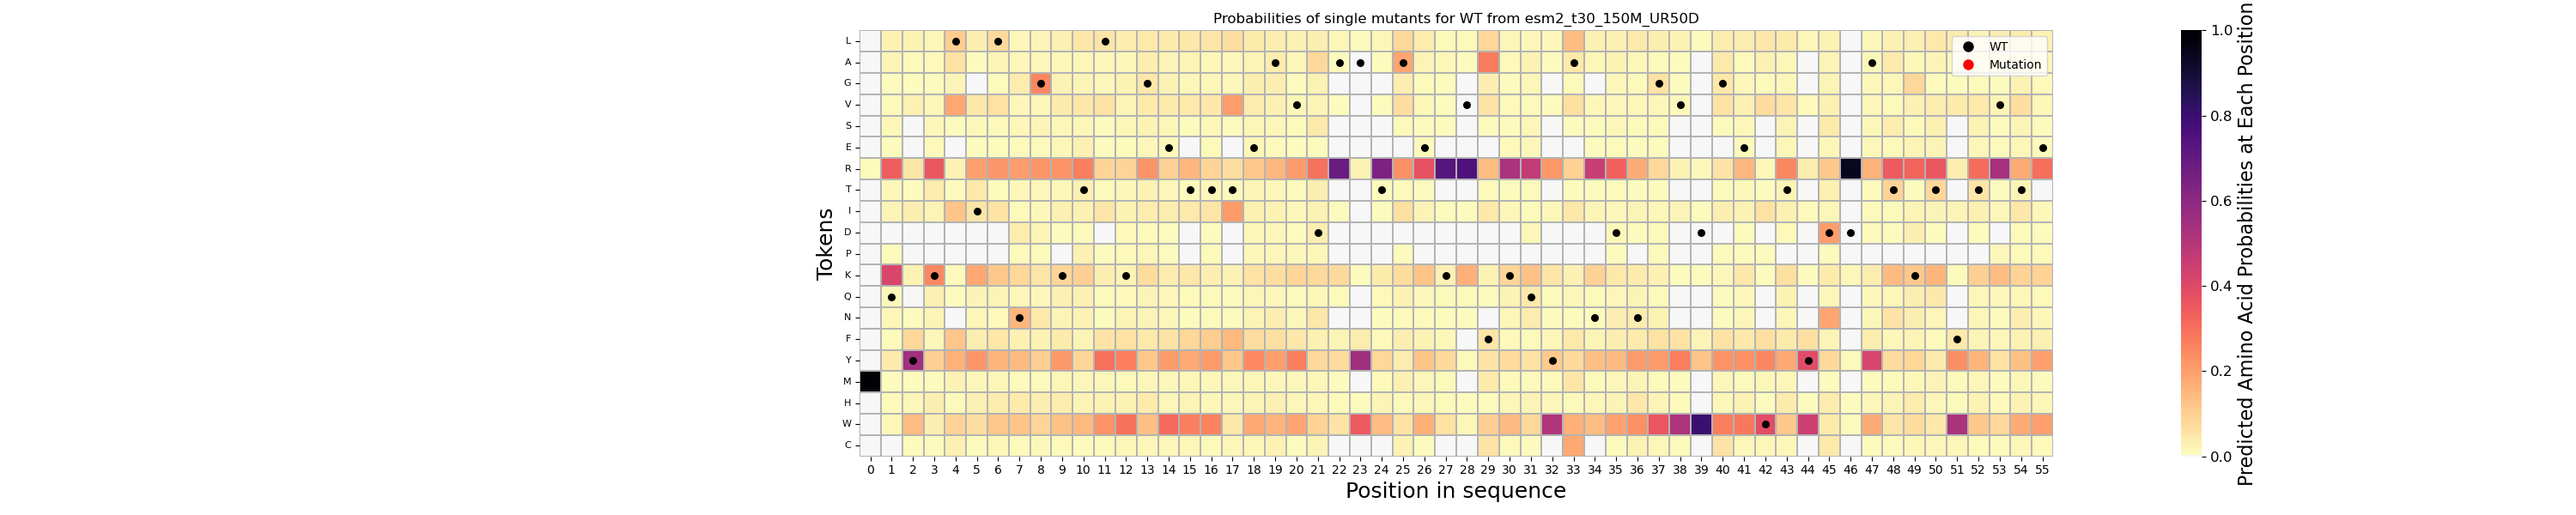 Probabilities of single mutants for WT from esm2_t30_150M_UR50D
Tokens
L
A
G
V
S
E
R
T
I
D
P
K
Q
N
F
Y
M
H
W
C
0 1 2 3 4 5 6 7 8 9 10 11 12 13 14 15 16 17 18 19 20 21 22 23 24 25 26 27 28 29 30 31 32 33 34 35 36 37 38 39 40 41 42 43 44 45 46 47 48 49 50 51 52 53 54 55
Position in sequence
WT
Mutation
1.0
0.8
0.6
0.4
0.2
0.0
Predicted Amino Acid Probabilities at Each Position